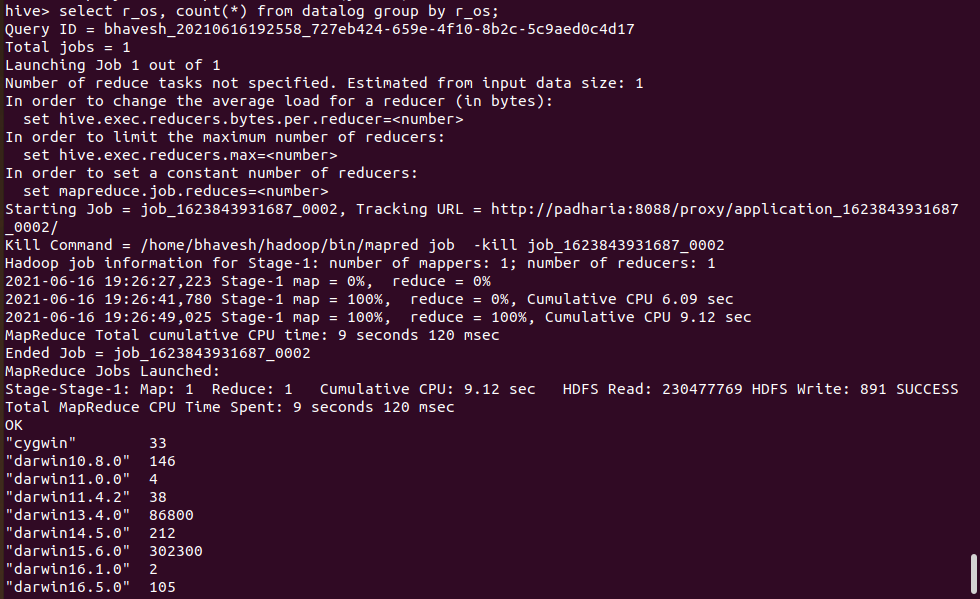 hive> select r_os, count(*) from datalog group by r_os;
Query ID = bhavesh_20210616192558_727eb424-659e-4f10-8b2c-5c9aed0c4d17
Total jobs = 1
Launching Job 1 out of 1
Number of reduce tasks not specified. Estimated from input data size: 1
In order to change the average load for a reducer (in bytes):
  set hive.exec.reducers.bytes.per.reducer=<number>
In order to limit the maximum number of reducers:
  set hive.exec.reducers.max=<number>
In order to set a constant number of reducers:
  set mapreduce.job.reduces=<number>
Starting Job = job_1623843931687_0002, Tracking URL = http://padharia:8088/proxy/application_1623843931687
_0002/
Kill Command = /home/bhavesh/hadoop/bin/mapred job  -kill job_1623843931687_0002
Hadoop job information for Stage-1: number of mappers: 1; number of reducers: 1
2021-06-16 19:26:27,223 Stage-1 map = 0%,  reduce = 0%
2021-06-16 19:26:41,780 Stage-1 map = 100%,  reduce = 0%, Cumulative CPU 6.09 sec
2021-06-16 19:26:49,025 Stage-1 map = 100%,  reduce = 100%, Cumulative CPU 9.12 sec
MapReduce Total cumulative CPU time: 9 seconds 120 msec
Ended Job = job_1623843931687_0002
MapReduce Jobs Launched:
Stage-Stage-1: Map: 1  Reduce: 1   Cumulative CPU: 9.12 sec   HDFS Read: 230477769 HDFS Write: 891 SUCCESS
Total MapReduce CPU Time Spent: 9 seconds 120 msec
OK
"cygwin"        33
"darwin10.8.0"  146
"darwin11.0.0"  4
"darwin11.4.2"  38
"darwin13.4.0"  86800
"darwin14.5.0"  212
"darwin15.6.0"  302300
"darwin16.1.0"  2
"darwin16.5.0"  105